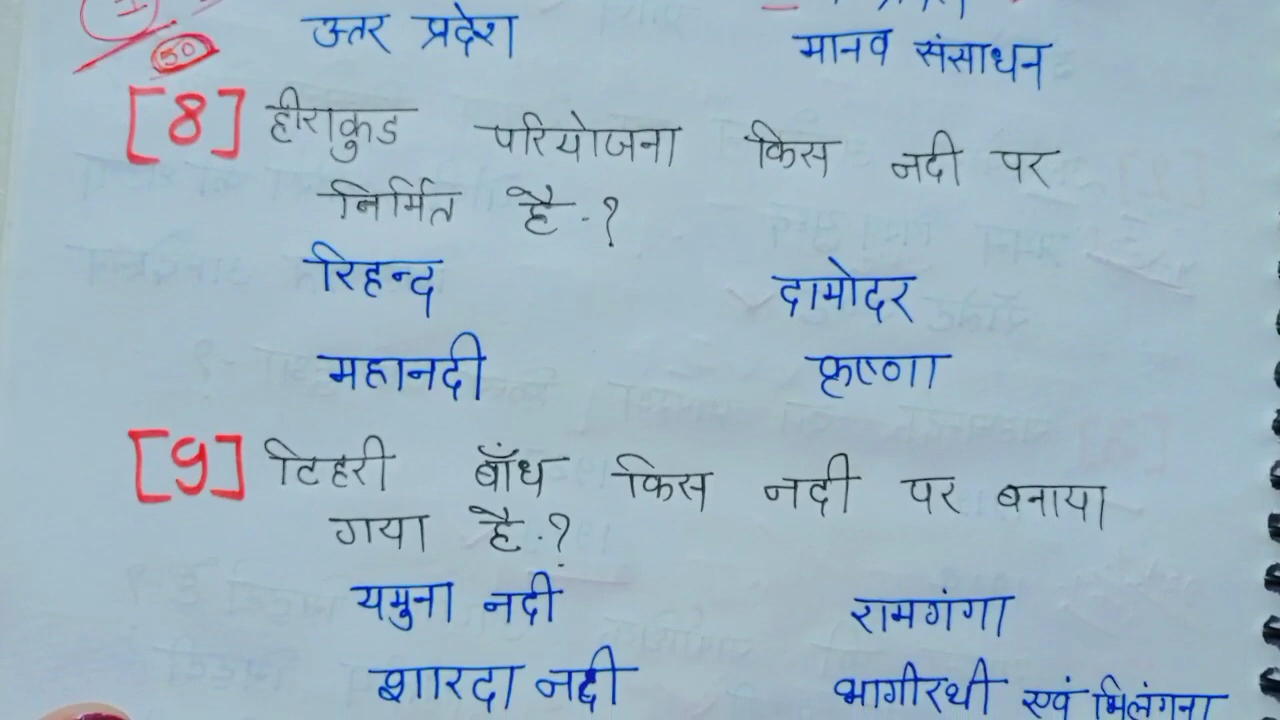 50
उत्तर प्रदेश मानव संसाधन
[8] हीराकुड परियोजना किस नदी पर
निर्मित है-?
रिहन्द दामोदर
महानदी कृष्णा
[9] टिहरी बाँध किस नदी पर बनाया
गया है-?
यमुना नदी रामगंगा
शारदा नदी भागीरथी एवं भिलंगना